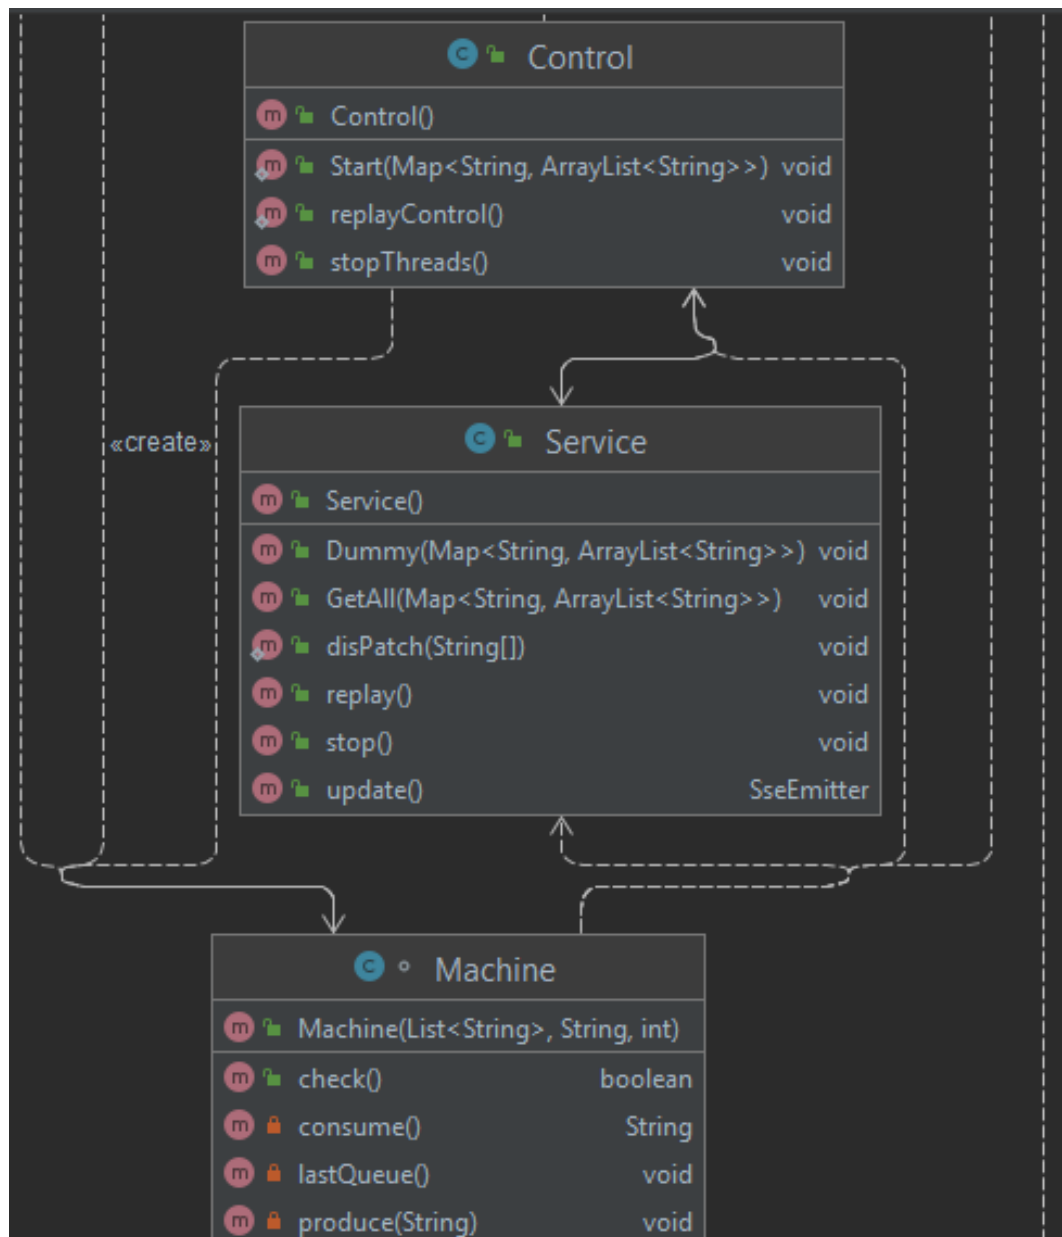 Control
Control()
Start(Map<String, ArrayList<String>>) void
replayControl() void
stopThreads() void
«create»
Service
Service()
Dummy(Map<String, ArrayList<String>>) void
GetAll(Map<String, ArrayList<String>>) void
disPatch(String[]) void
replay() void
stop() void
update() SseEmitter
Machine
Machine(List<String>, String, int)
check() boolean
consume() String
lastQueue() void
produce(String) void